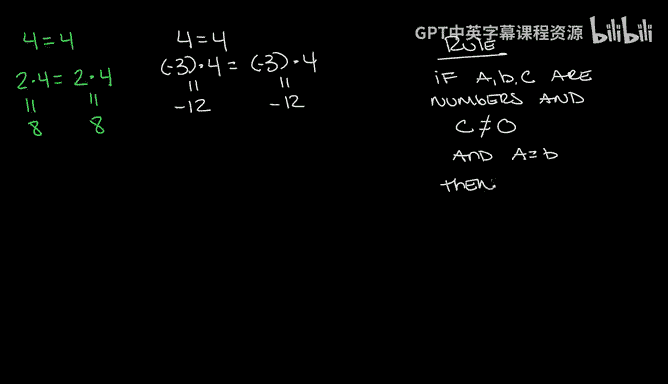 GPT中英字幕课程资源 bilibili
4=4
2·4=2·4
=
=
8
8
4=4
(-3)·4=(-3)·4
=
=
-12
-12
RULE
if A,b,C ARE
NUMBERS AND
C≠0
AND A=b
then